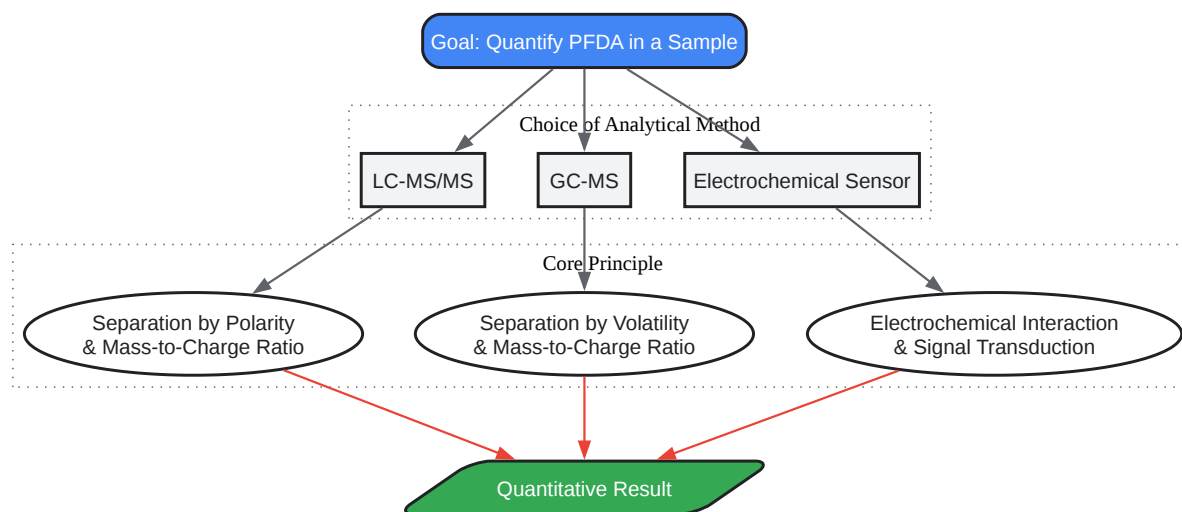 Goal: Quantify PFDA in a Sample
Choice of Analytical Method
LC-MS/MS
GC-MS
Electrochemical Sensor
Core Principle
Separation by Polarity
& Mass-to-Charge Ratio
Separation by Volatility
& Mass-to-Charge Ratio
Electrochemical Interaction
& Signal Transduction
Quantitative Result